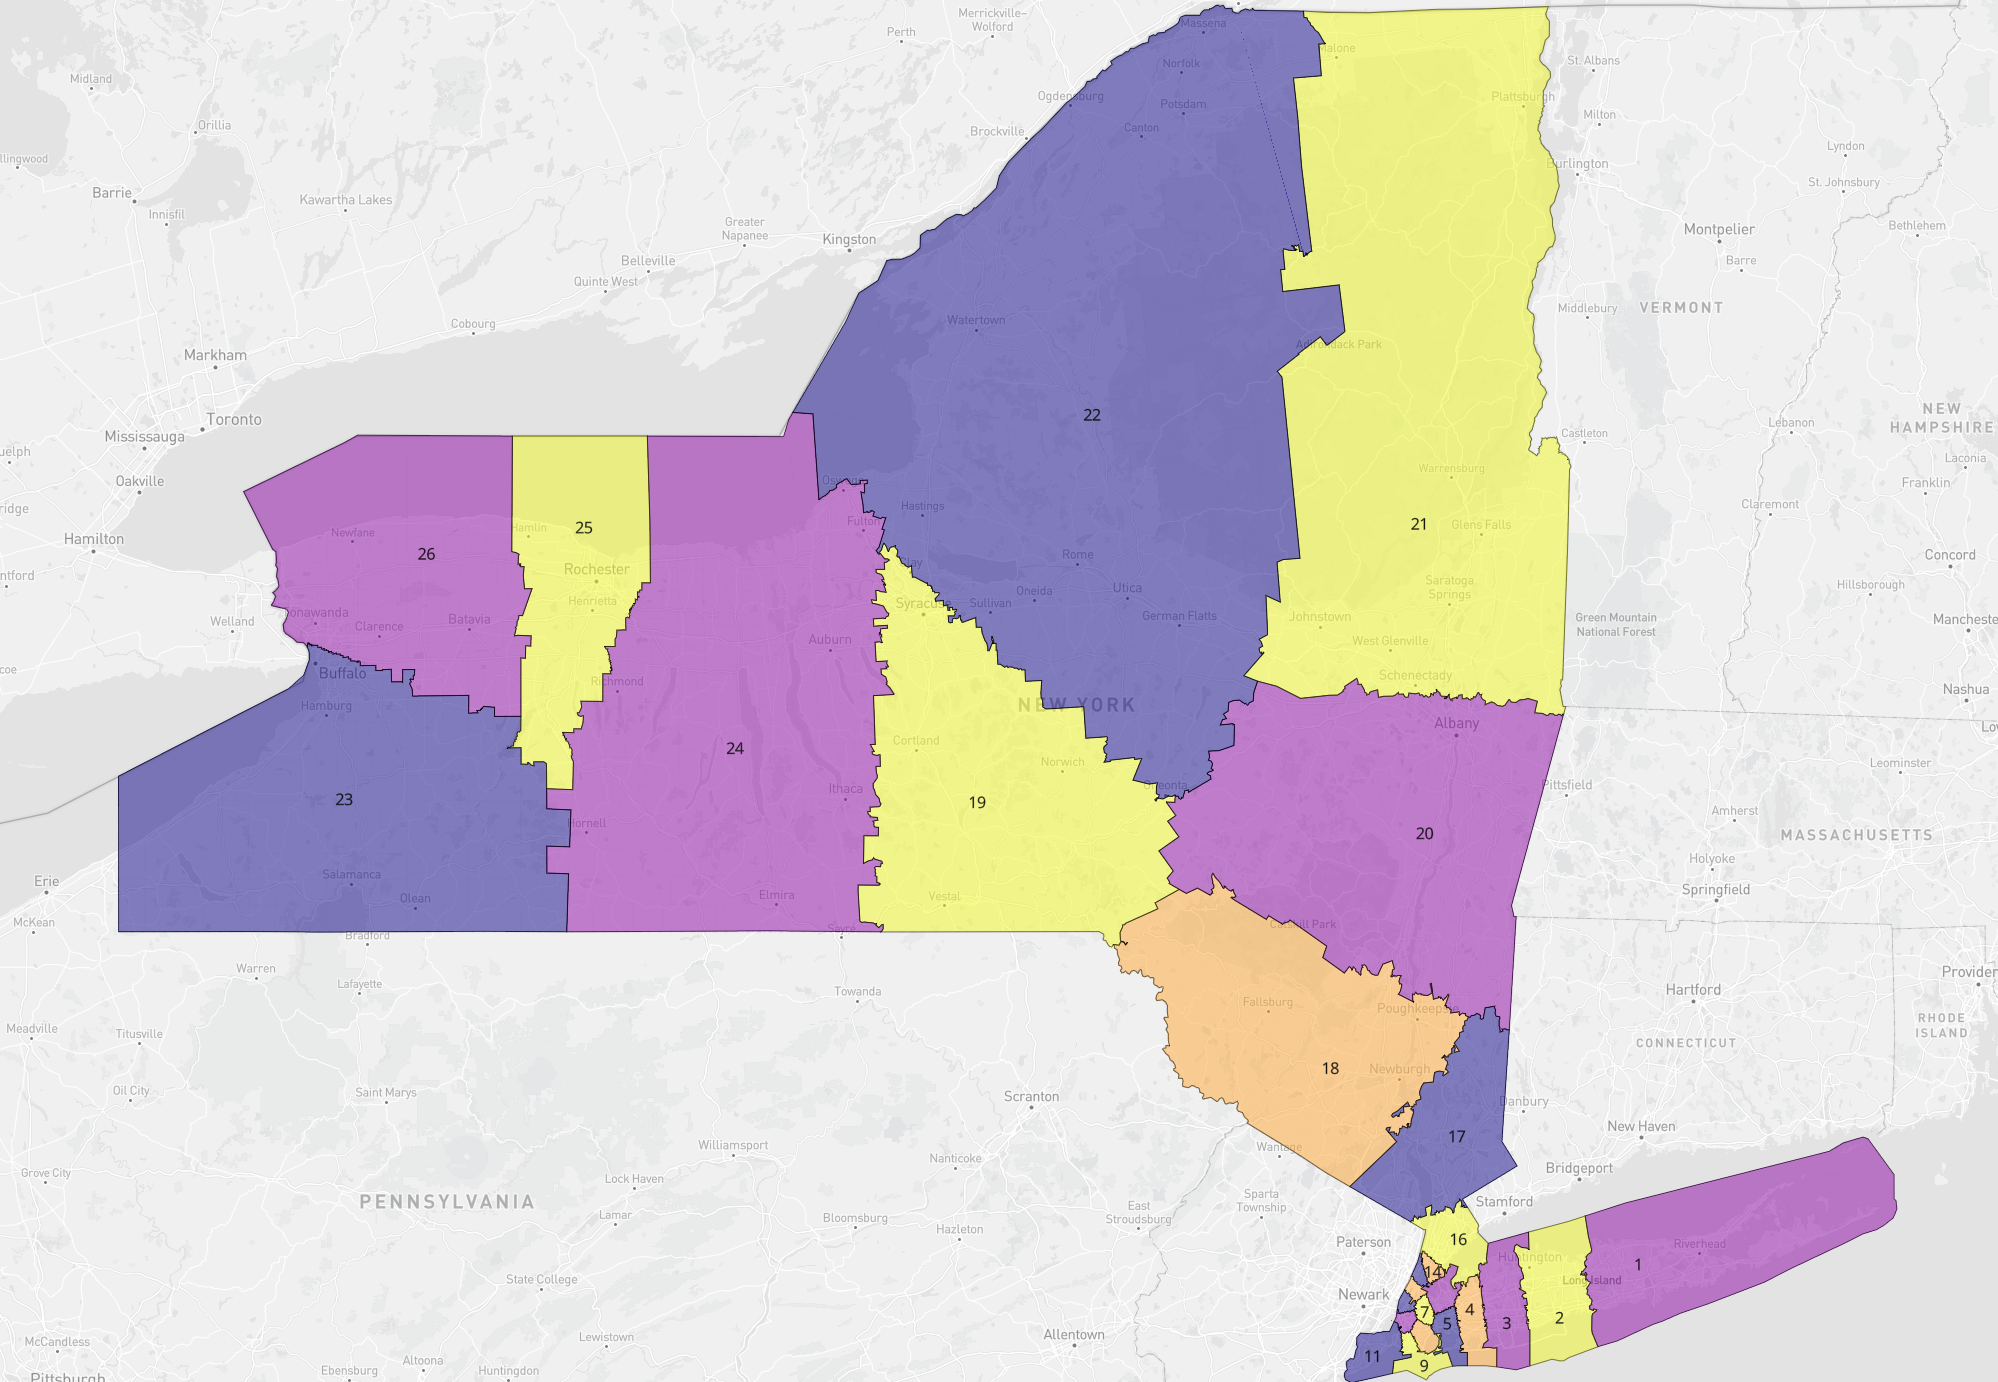 Merrickville–
Wolford
Perth
Massena
Malone
St. Albans
Midland
Norfolk
Ogdensburg
Plattsburgh
Potsdam
Milton
Orillia
Brockville
Canton
Lyndon
llingwood
Burlington
St. Johnsbury
Barrie
Kawartha Lakes
Innisfil
Greater
Napanee
Kingston
Montpelier
Bethlehem
Barre
Belleville
Quinte West
Middlebury
VERMONT
Cobourg
Watertown
Adirondack Park
Markham
Toronto
22
NEW
HAMPSHIRE
Mississauga
Lebanon
Castleton
uelph
Laconia
Oakville
Warrensburg
Franklin
Claremont
ridge
Hastings
Fulton
21
Glens Falls
Hamlin
25
Newfane
Hamilton
26
Rome
Concord
Rochester
ntford
Saratoga
Springs
Hillsborough
Oneida
Utica
Henrietta
Syracuse
Sullivan
onawanda
German Flatts
Johnstown
Green Mountain
National Forest
Welland
Clarence
Batavia
Manchester
Auburn
West Glenville
coe
Buffalo
Schenectady
Richmond
Nashua
Hamburg
NEW YORK
Albany
Cortland
24
Norwich
Leominster
Pittsfield
Ithaca
Oneonta
23
19
Amherst
Hornell
20
MASSACHUSETTS
Holyoke
Erie
Salamanca
Springfield
Elmira
Vestal
Olean
McKean
Sayre
Catskill Park
Bradford
Warren
Providen
Lafayette
Towanda
Fallsburg
Hartford
Poughkeeps
RHODE
ISLAND
Meadville
Titusville
CONNECTICUT
18
Newburgh
Oil City
Saint Marys
Scranton
Danbury
New Haven
17
Williamsport
Wantage
Nanticoke
Bridgeport
Grove City
Lock Haven
PENNSYLVANIA
Sparta
Township
Stamford
East
Stroudsburg
Lamar
Bloomsburg
Hazleton
Paterson
16
Riverhead
Huntington
1
14
State College
Long Island
Newark
4
7
2
3
5
McCandless
Lewistown
Allentown
11
Altoona
9
Ebensburg
Huntingdon
Pittsburgh